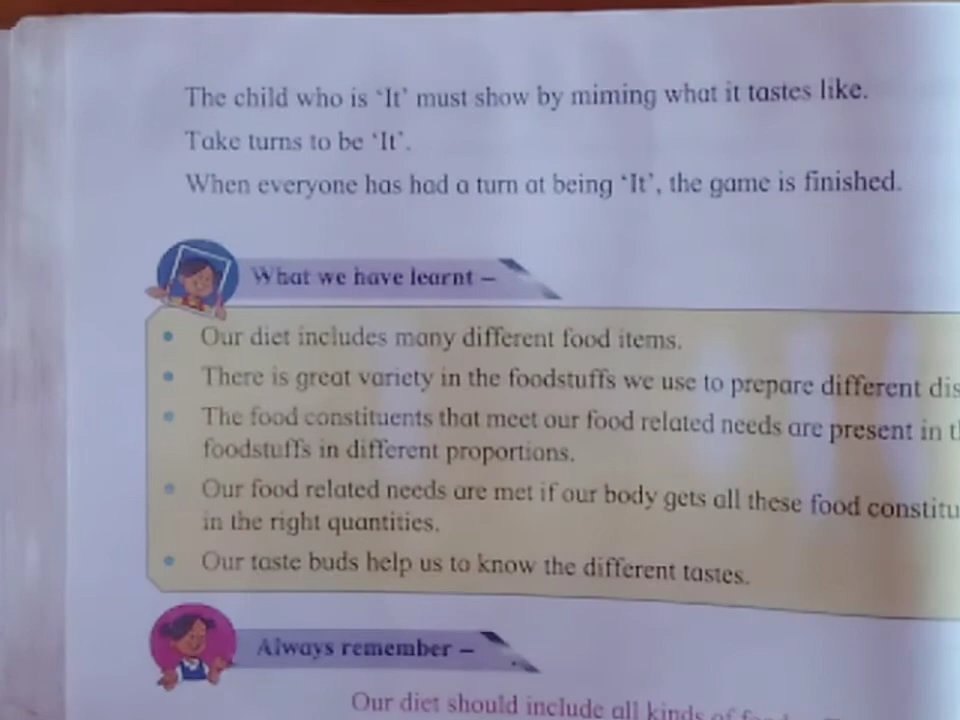 The child who is ‘It’ must show by miming what it tastes like.
Take turns to be ‘It’.
When everyone has had a turn at being ‘It’, the game is finished.
What we have learnt –
• Our diet includes many different food items.
• There is great variety in the foodstuffs we use to prepare different
• The food constituents that meet our food related needs are present in
foodstuffs in different proportions.
• Our food related needs are met if our body gets all these food
in the right quantities.
• Our taste buds help us to know the different tastes.
Always remember –
Our diet should include all kinds of